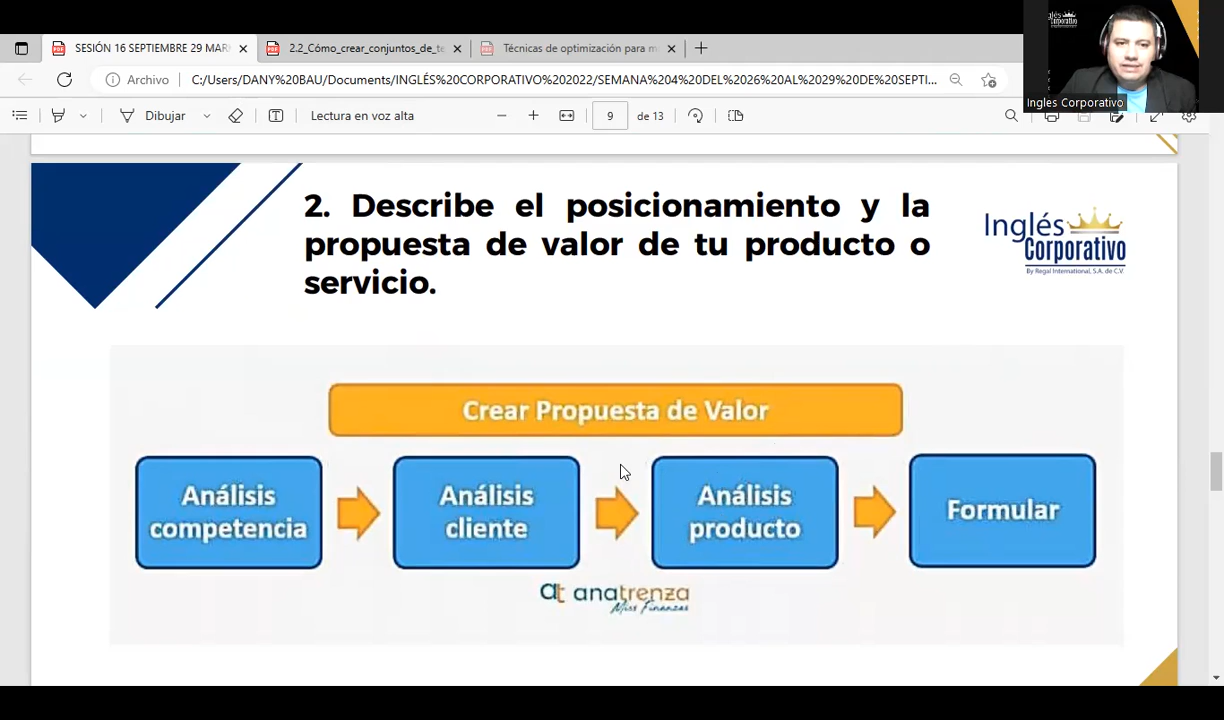 SESIÓN 16 SEPTIEMBRE 29 MAR
2.2_Cómo_crear_conjuntos_de_te
Técnicas de optimización para m
Archivo
C:/Users/DANY%20BAU/Documents/INGLÉS%20CORPORATIVO%202022/SEMANA%204%20DEL%2026%20AL%2029%20DE%20SEPTI...
Ingles Corporativo
Dibujar
Lectura en voz alta
9
de 13
2. Describe el posicionamiento y la
propuesta de valor de tu producto o
servicio.
Inglés
Corporativo
By Regal International, S.A. de C.V.
Crear Propuesta de Valor
Análisis
competencia
Análisis
cliente
Análisis
producto
Formular
at anatrenza
Miss Finanzas